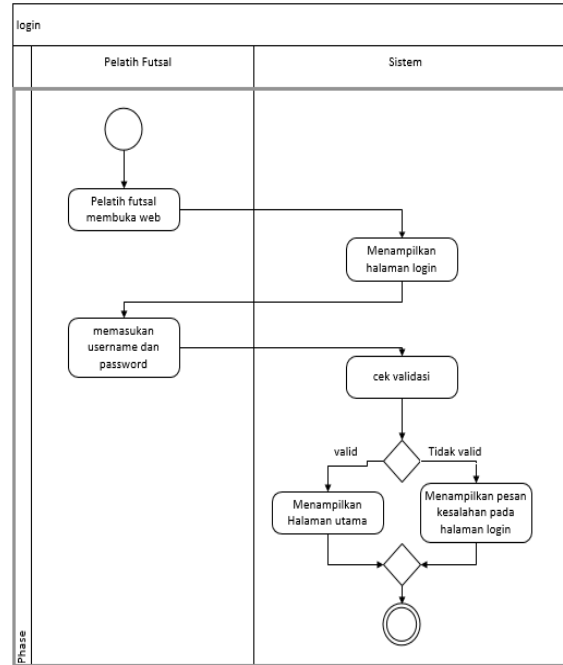 login
Pelatih Futsal
Sistem
Pelatih futsal
membuka web
Menampilkan
halaman login
memasukan
username dan
password
cek validasi
valid
Tidak valid
Menampilkan
Halaman utama
Menampilkan pesan
kesalahan pada
halaman login
Phase